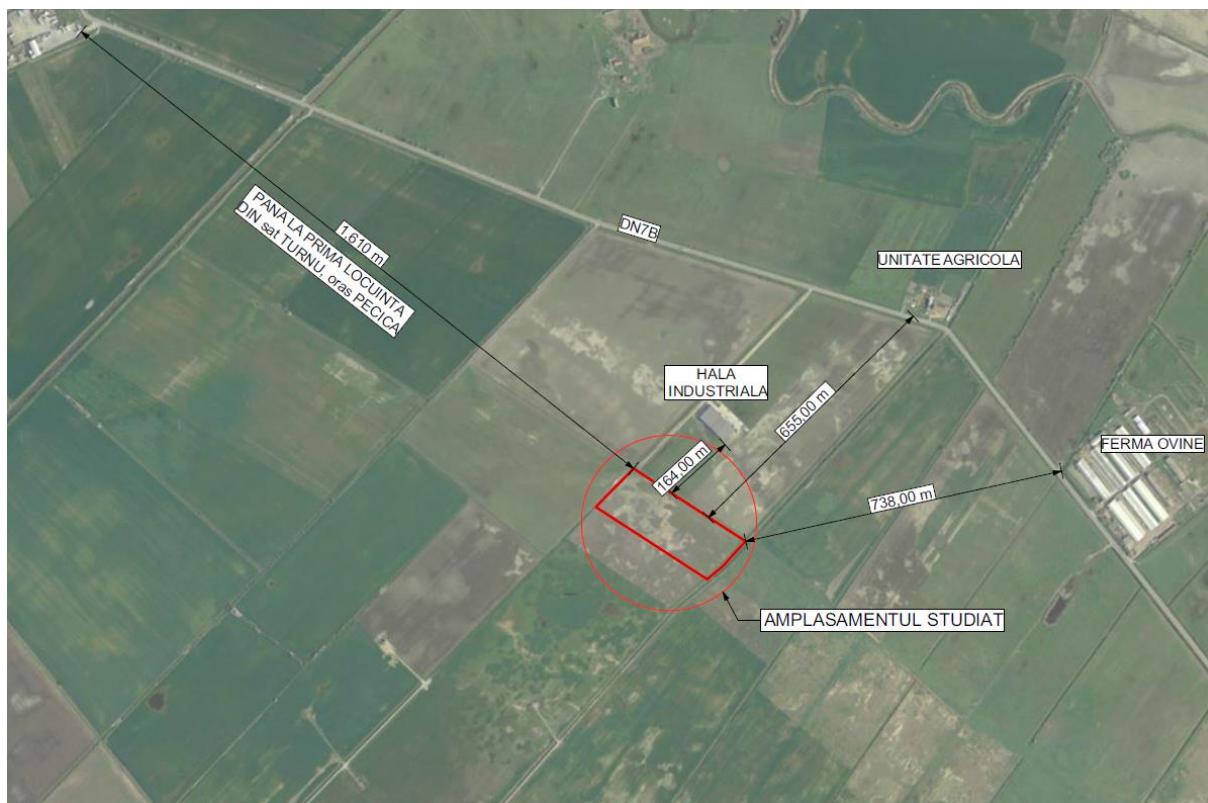 PANA LA PRIMA LOCUINTA
DIN sat TURNU, oras PECICA
1.610 m
DN7B
UNITATE AGRICOLA
HALA
INDUSTRIALA
655,00 m
164,00 m
FERMA OVINE
738,00 m
AMPLASAMENTUL STUDIAT